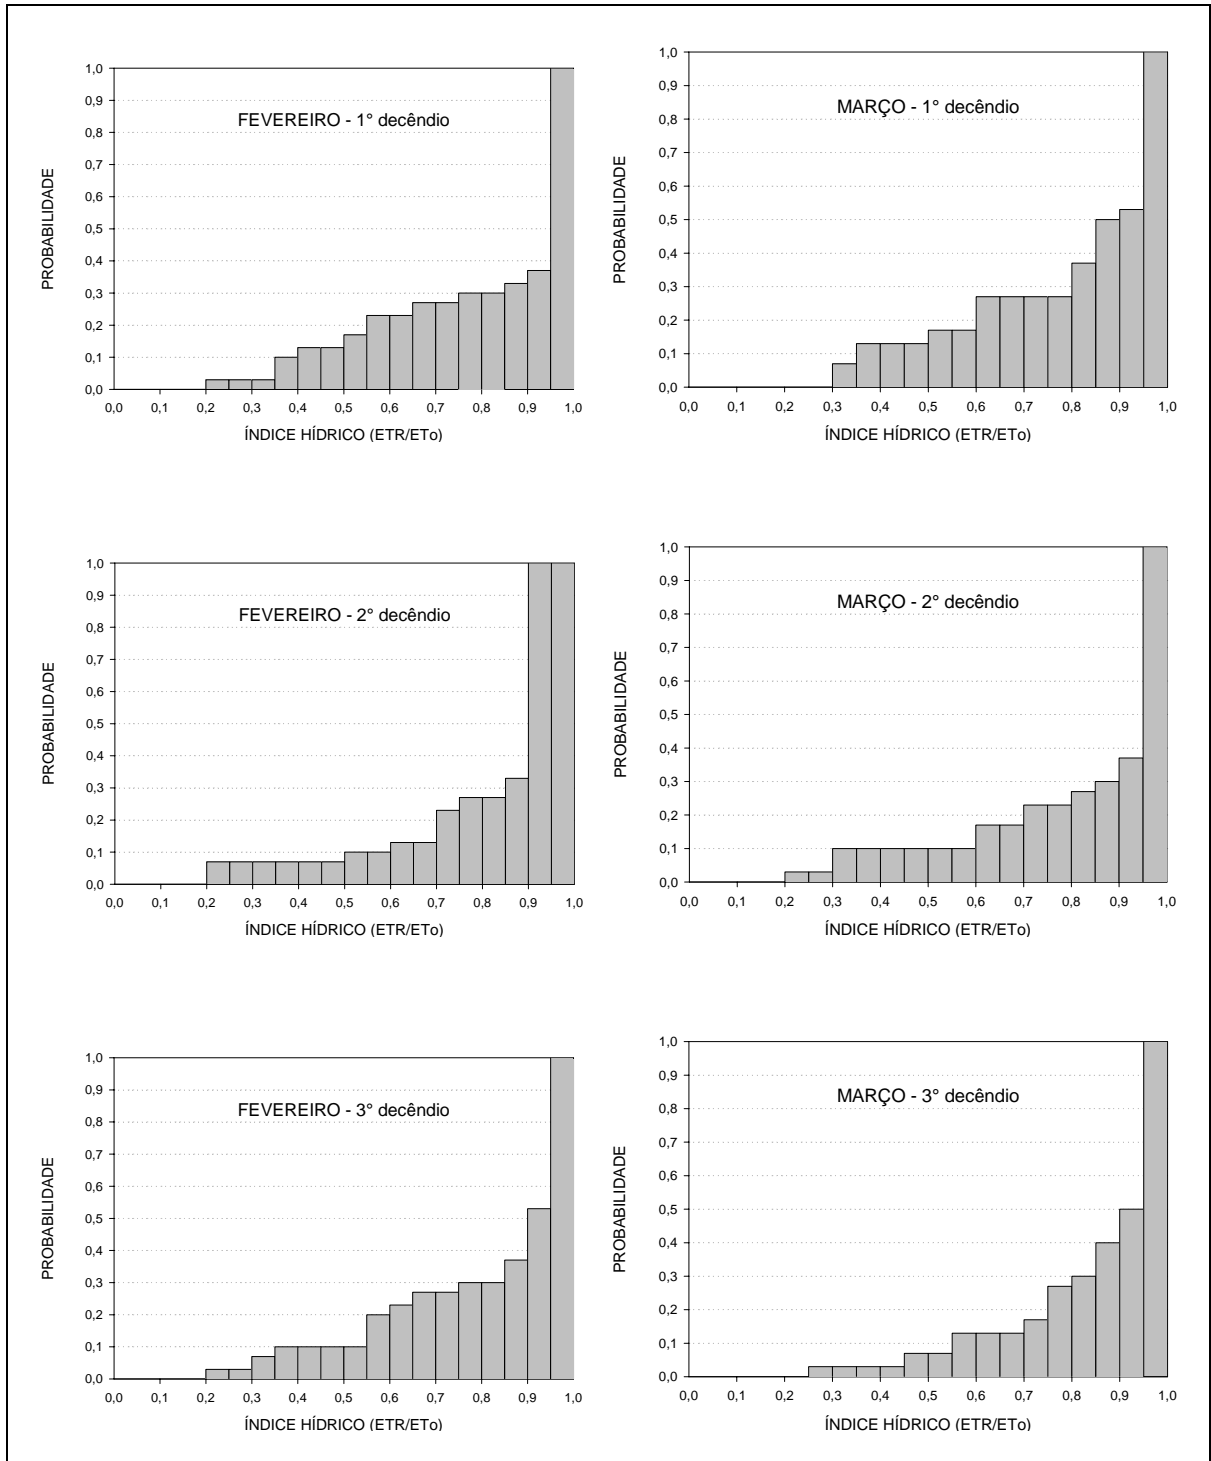 FEVEREIRO - 1° decêndio
PROBABILIDADE
1,0
0,9
0,8
0,7
0,6
0,5
0,4
0,3
0,2
0,1
0,0
0,0 0,1 0,2 0,3 0,4 0,5 0,6 0,7 0,8 0,9 1,0
ÍNDICE HÍDRICO (ETR/ETo)
MARÇO - 1° decêndio
PROBABILIDADE
1,0
0,9
0,8
0,7
0,6
0,5
0,4
0,3
0,2
0,1
0,0
0,0 0,1 0,2 0,3 0,4 0,5 0,6 0,7 0,8 0,9 1,0
ÍNDICE HÍDRICO (ETR/ETo)
FEVEREIRO - 2° decêndio
PROBABILIDADE
1,0
0,9
0,8
0,7
0,6
0,5
0,4
0,3
0,2
0,1
0,0
0,0 0,1 0,2 0,3 0,4 0,5 0,6 0,7 0,8 0,9 1,0
ÍNDICE HÍDRICO (ETR/ETo)
MARÇO - 2° decêndio
PROBABILIDADE
1,0
0,9
0,8
0,7
0,6
0,5
0,4
0,3
0,2
0,1
0,0
0,0 0,1 0,2 0,3 0,4 0,5 0,6 0,7 0,8 0,9 1,0
ÍNDICE HÍDRICO (ETR/ETo)
FEVEREIRO - 3° decêndio
PROBABILIDADE
1,0
0,9
0,8
0,7
0,6
0,5
0,4
0,3
0,2
0,1
0,0
0,0 0,1 0,2 0,3 0,4 0,5 0,6 0,7 0,8 0,9 1,0
ÍNDICE HÍDRICO (ETR/ETo)
MARÇO - 3° decêndio
PROBABILIDADE
1,0
0,9
0,8
0,7
0,6
0,5
0,4
0,3
0,2
0,1
0,0
0,0 0,1 0,2 0,3 0,4 0,5 0,6 0,7 0,8 0,9 1,0
ÍNDICE HÍDRICO (ETR/ETo)